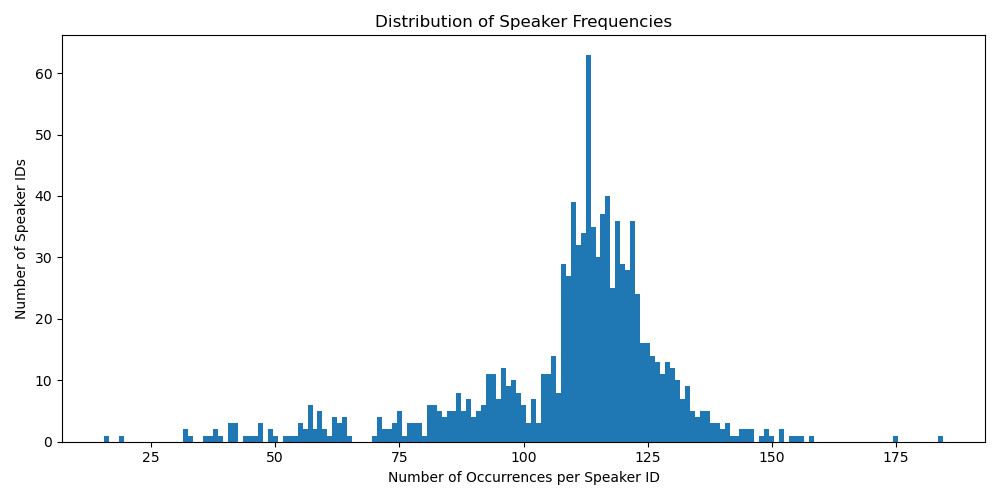 Distribution of Speaker Frequencies
Number of Speaker IDs
60
50
40
30
20
10
0
25 50 75 100 125 150 175
Number of Occurrences per Speaker ID